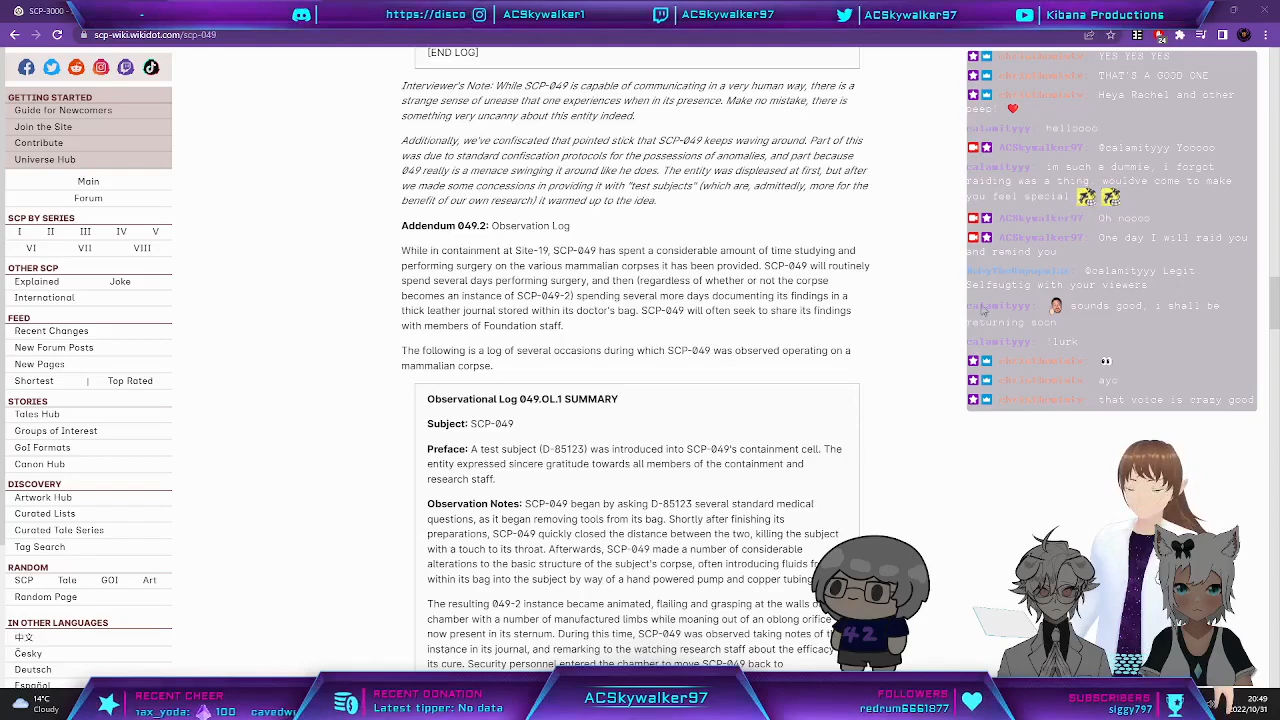 SCP-3000
https://disco
ACSkywalker1
ACSkywalker97
ACSkywalker97
Kibana Productions
scp-wiki.wikidot.com/scp-049
24
GETTING STARTED
Guide for Newcomers
Join the Site
Contribute
Universe Hub
Main
Forum
SCP BY SERIES
I II III IV V
VI VII VIII
OTHER SCP
Explained Joke
International
FEED
Recent Changes
New Forum Posts
New Pages
Shortest | Top Rated
STORIES
Tales Hub
Groups of Interest
GoI Formats
Canon Hub
DISCOVERY
Artwork Hub
Curated Lists
Curated Tale Series
Tag Search
RANDOM
SCP Tale GOI Art
Random Page
IN OTHER LANGUAGES
中文
Česky
Deutsch
Español
[END LOG]
Interviewer's Note: While SCP-049 is capable of communicating in a very human way, there is a
strange sense of unease that one experiences when in its presence. Make no mistake, there is
something very uncanny about this entity indeed.
Additionally, we've confiscated that pointed stick that SCP-049 keeps waving around. Part of this
was due to standard confiscation protocols for the possessions of anomalies, and part because
049 really is a menace swinging it around like he does. The entity was displeased at first, but after
we made some concessions in providing it with "test subjects" (which are, admittedly, more for the
benefit of our own research) it warmed up to the idea.
Addendum 049.2: Observation Log
While in containment at Site-19, SCP-049 has spent a considerable amount of time studying and
performing surgery on the various mammalian corpses it has been provided. SCP-049 will routinely
spend several days performing surgery, and then (regardless of whether or not the corpse
becomes an instance of SCP-049-2) spending several more days documenting its findings in a
thick leather journal stored within its doctor's bag. SCP-049 will often seek to share its findings
with members of Foundation staff.
The following is a log of several occasions during which SCP-049 was observed operating on a
mammalian corpse.
Observational Log 049.OL.1 SUMMARY
Subject: SCP-049
Preface: A test subject (D-85123) was introduced into SCP-049's containment cell. The
entity expressed sincere gratitude towards all members of the containment and
research staff.
Observation Notes: SCP-049 began by asking D-85123 several standard medical
questions, as it began removing tools from its bag. Shortly after finishing its
preparations, SCP-049 quickly closed the distance between the two, killing the subject
with a touch to its throat. Afterwards, SCP-049 made a number of considerable
alterations to the basic structure of the subject's corpse, often introducing fluids f
within its bag into the subject by way of a hand powered pump and copper tubing
The resulting 049-2 instance became animated, flailing and grasping at the walls o
chamber with a number of manufactured limbs while moaning out of an oblong orifice
now present in its sternum. During this time, SCP-049 was observed taking notes of t
instance in its journal, and remarking to the watching research staff about the efficacy
its cure. Security personnel entered the chamber to move SCP-049 back to
YES YES YES
THAT'S A GOOD ONE
Heya Rachel and other
peep!
calamityyy: helloooo
ACSkywalker97: @calamityyy Yooooo
calamityyy: im such a dummie, i forgot
raiding was a thing, wouldve come to make
you feel special
ACSkywalker97: Oh noooo
ACSkywalker97: One day I will raid you
and remind you
@calamityyy Legit.
Selfsugtig with your viewers
calamityyy: sounds good, i shall be
returning soon
calamityyy: !lurk
ayo
that voice is crazy good
42
RECENT CHEER
max_yoda: 100 cavedw
RECENT DONATION
Latest tipper: No data
ACSkywalker97
FOLLOWERS
redrum6661877
SUBSCRIBERS
siggy797
14°C
Cloudy
20:49
2022/10/31